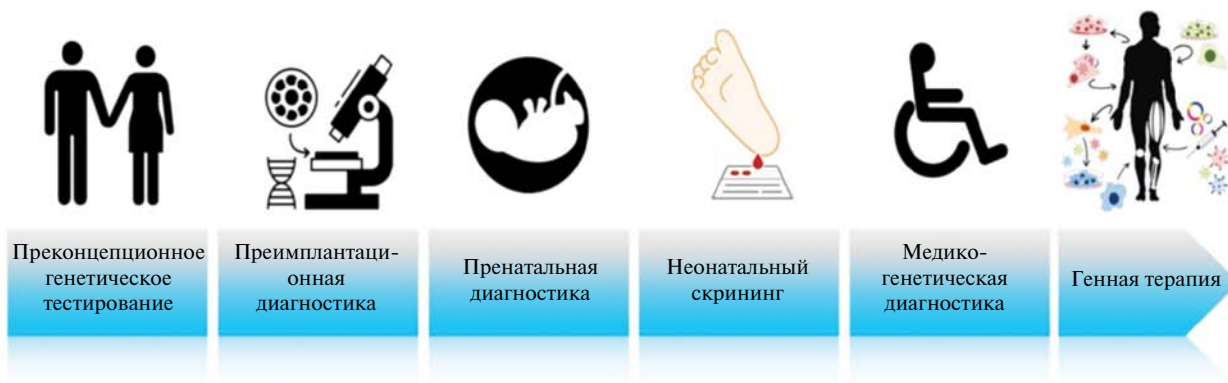 Преконцепционное
генетическое
тестирование
Преимплантаци-
онная
диагностика
Пренатальная
диагностика
Неонатальный
скрининг
Медико-
генетическая
диагностика
Генная терапия